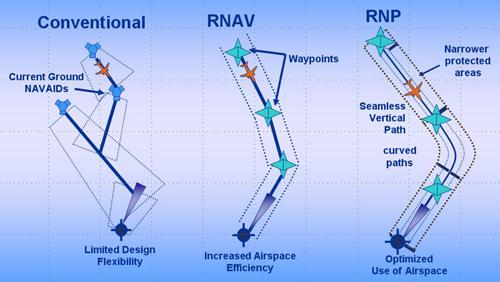 Conventional
RNAV
RNP
Current Ground
NAVAIDs
Waypoints
Narrower
protected
areas
Seamless
Vertical
Path
curved
paths
Limited Design
Flexibility
Increased Airspace
Efficiency
Optimized
Use of Airspace